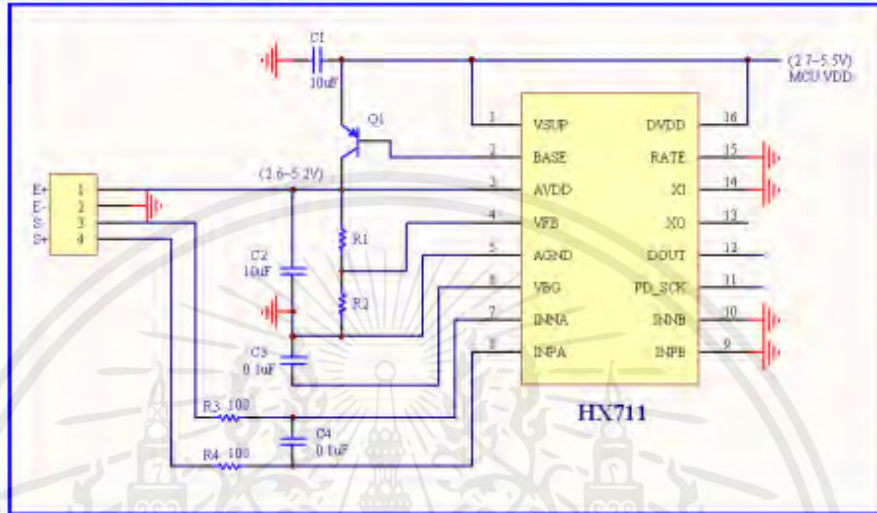 C1
10uF
(2.7~5.5V)
MCU VDD
Q1
1 VSUP DVDD 16
2 BASE RATE 15
3 AVDD XI 14
4 VFB XO 13
5 AGND DOUT 12
6 VBG PD_SCK 11
7 INNA INNB 10
8 INPA INPB 9
(2.6~5.2V)
E+ 1
E- 2
S- 3
S+ 4
R1
C2
10uF
R2
C3
0.1uF
R3 100
C4
0.1uF
R4 100
HX711